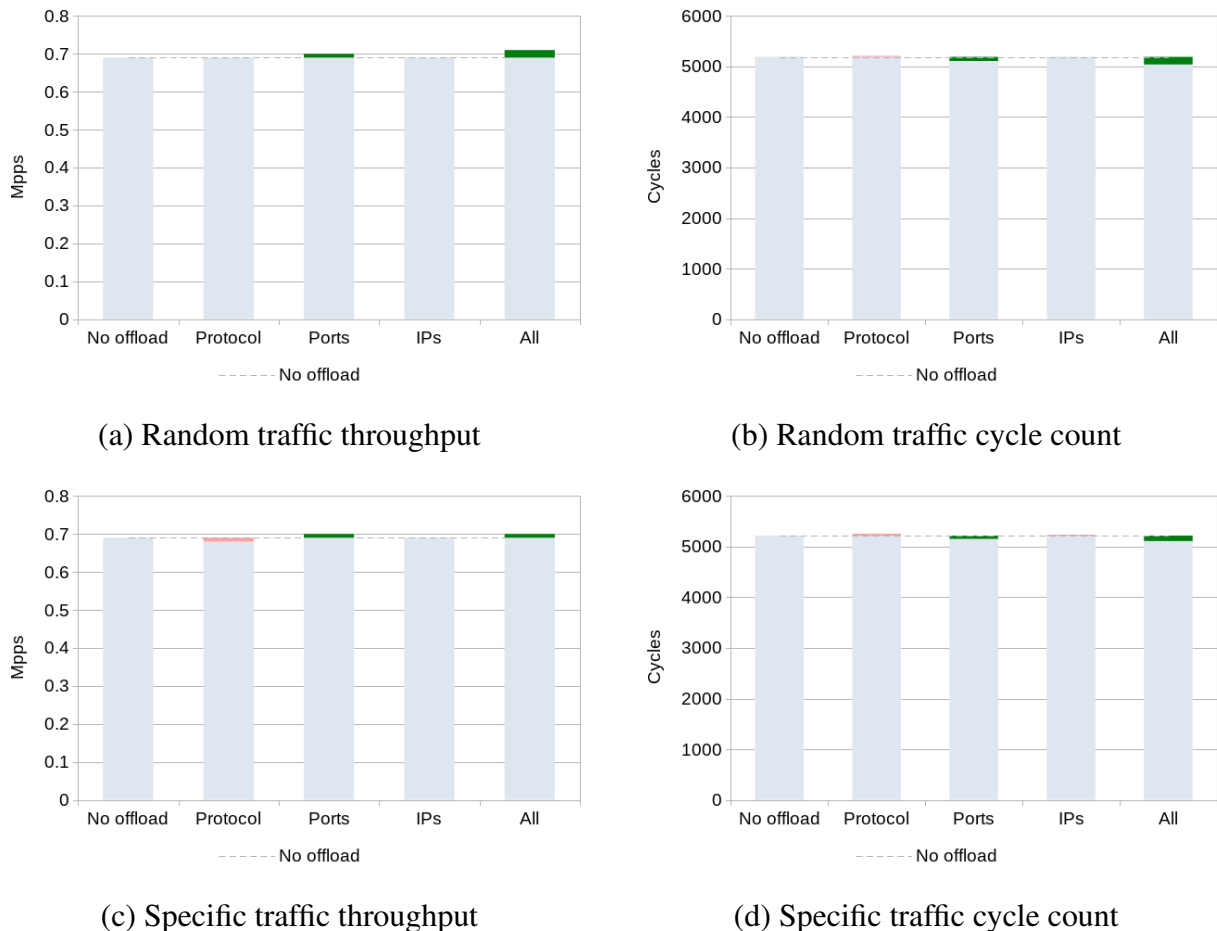 0.8
0.7
0.6
0.5
0.4
0.3
0.2
0.1
0
Mpps
No offload Protocol Ports IPs All
No offload
(a) Random traffic throughput
6000
5000
4000
3000
2000
1000
0
Cycles
No offload Protocol Ports IPs All
No offload
(b) Random traffic cycle count
0.8
0.7
0.6
0.5
0.4
0.3
0.2
0.1
0
Mpps
No offload Protocol Ports IPs All
No offload
(c) Specific traffic throughput
6000
5000
4000
3000
2000
1000
0
Cycles
No offload Protocol Ports IPs All
No offload
(d) Specific traffic cycle count